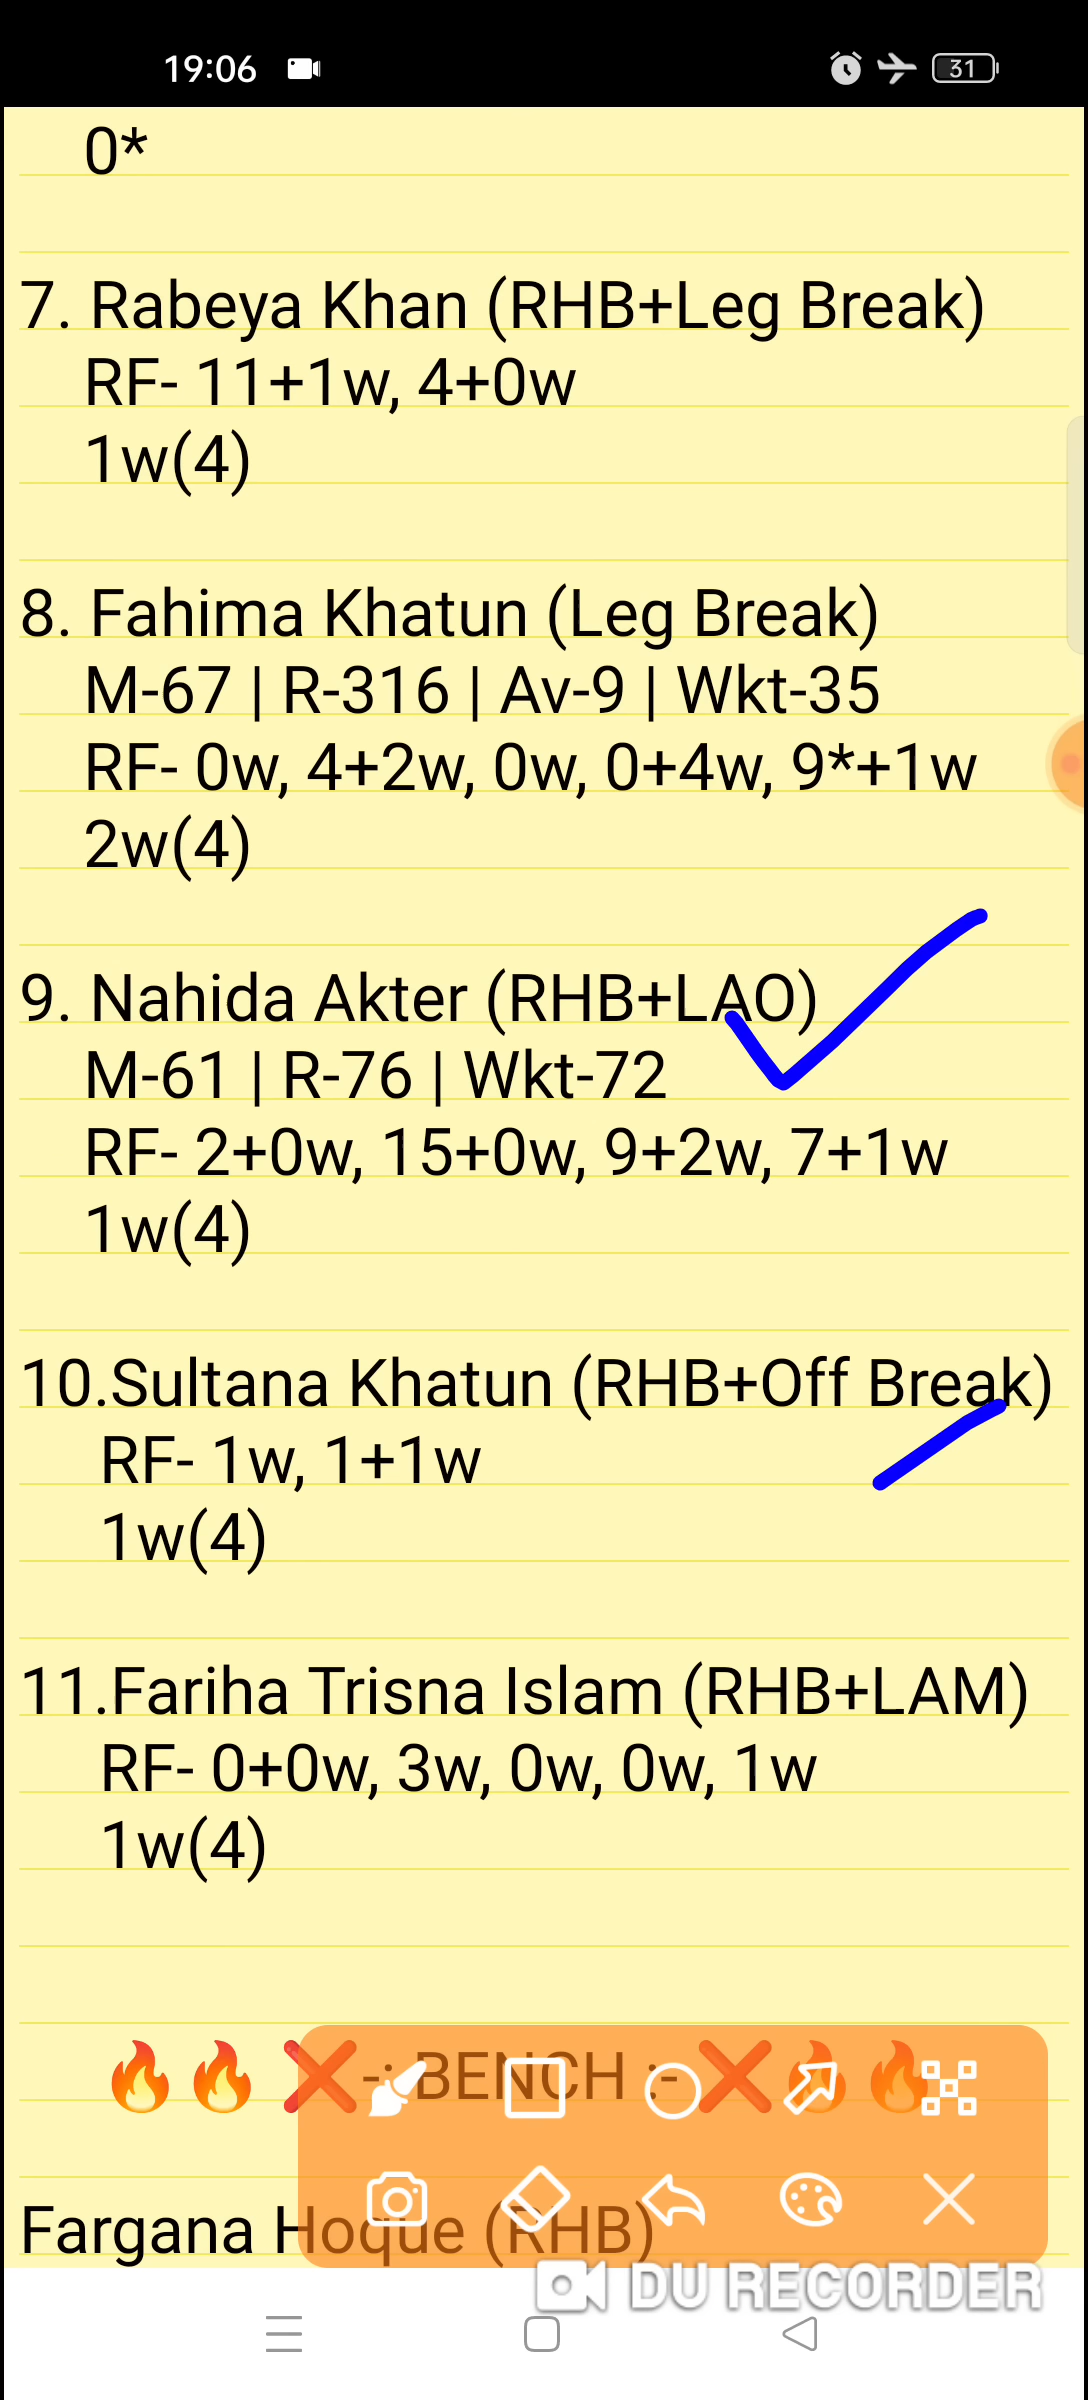 19:06
31
0*
7. Rabeya Khan (RHB+Leg Break)
RF- 11+1w, 4+0w
1w(4)
8. Fahima Khatun (Leg Break)
M-67 | R-316 | Av-9 | Wkt-35
RF- 0w, 4+2w, 0w, 0+4w, 9*+1w
2w(4)
9. Nahida Akter (RHB+LAO)
M-61 | R-76 | Wkt-72
RF- 2+0w, 15+0w, 9+2w, 7+1w
1w(4)
10.Sultana Khatun (RHB+Off Break)
RF- 1w, 1+1w
1w(4)
11.Fariha Trisna Islam (RHB+LAM)
RF- 0+0w, 3w, 0w, 0w, 1w
1w(4)
🔥🔥❌-: BENCH :-❌🔥🔥
Fargana Hoque (RHB)
DU RECORDER